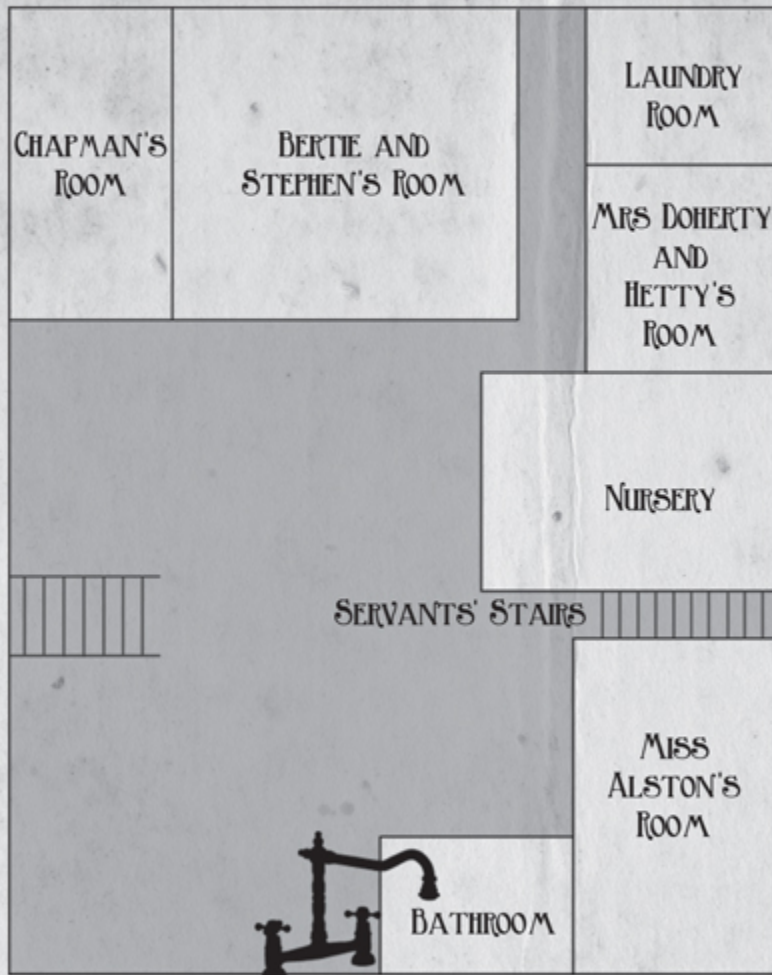 CHAPMAN'S
ROOM
BERTIE AND
STEPHEN'S ROOM
LAUNDRY
ROOM
MRS DOHERTY
AND
HETTY'S
ROOM
NURSERY
SERVANTS' STAIRS
MISS
ALSTON'S
ROOM
BATHROOM